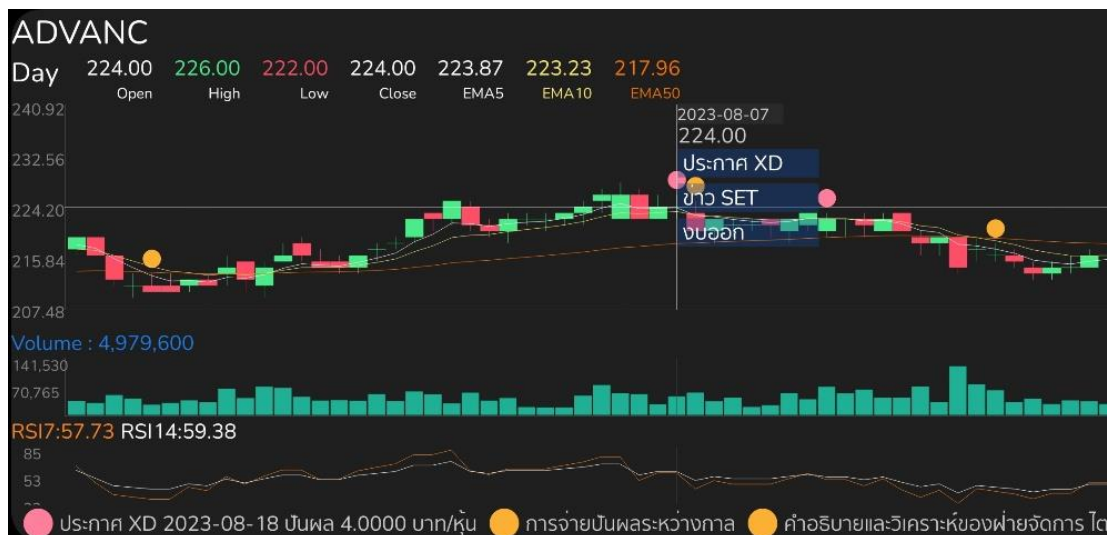 ADVANC
Day 224.00 226.00 222.00 224.00 223.87 223.23 217.96
Open High Low Close EMA5 EMA10 EMA50
240.92
2023-08-07
224.00
232.56
ประกาศ XD
ข่าว SET
224.20
งบออก
215.84
207.48
Volume : 4,979,600
141,530
70,765
RSI7:57.73 RSI14:59.38
85
53
ประกาศ XD 2023-08-18 ปันผล 4.0000 บาท/หุ้น การจ่ายปันผลระหว่างกาล คำอธิบายและวิเคราะห์ของฝ่ายจัดการ ไต